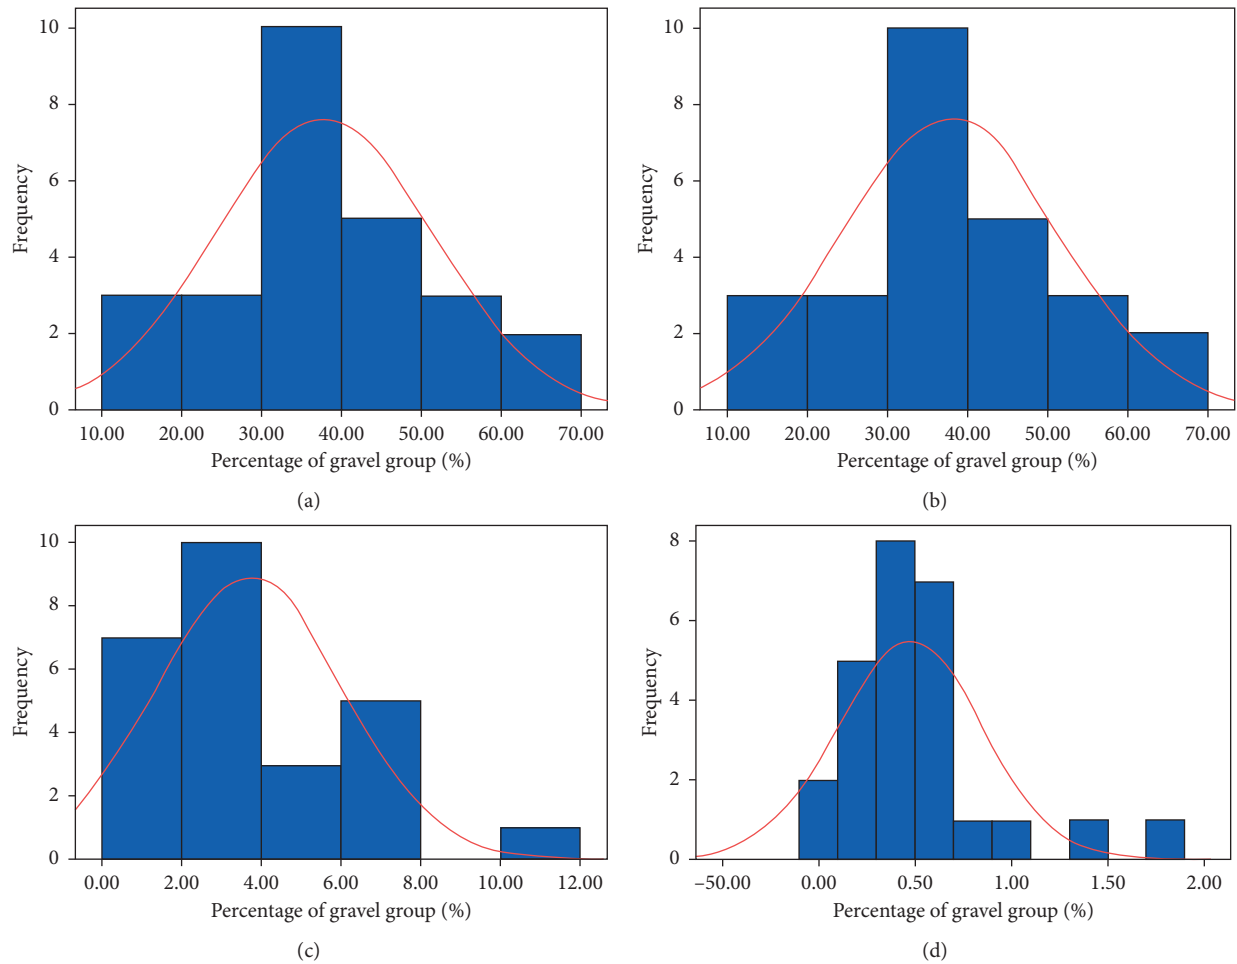 10
8
6
4
2
0
Frequency
10.00 20.00 30.00 40.00 50.00 60.00 70.00
Percentage of gravel group (%)
(a)
10
8
6
4
2
0
Frequency
10.00 20.00 30.00 40.00 50.00 60.00 70.00
Percentage of gravel group (%)
(b)
10
8
6
4
2
0
Frequency
0.00 2.00 4.00 6.00 8.00 10.00 12.00
Percentage of gravel group (%)
(c)
8
6
4
2
0
Frequency
−50.00 0.00 0.50 1.00 1.50 2.00
Percentage of gravel group (%)
(d)